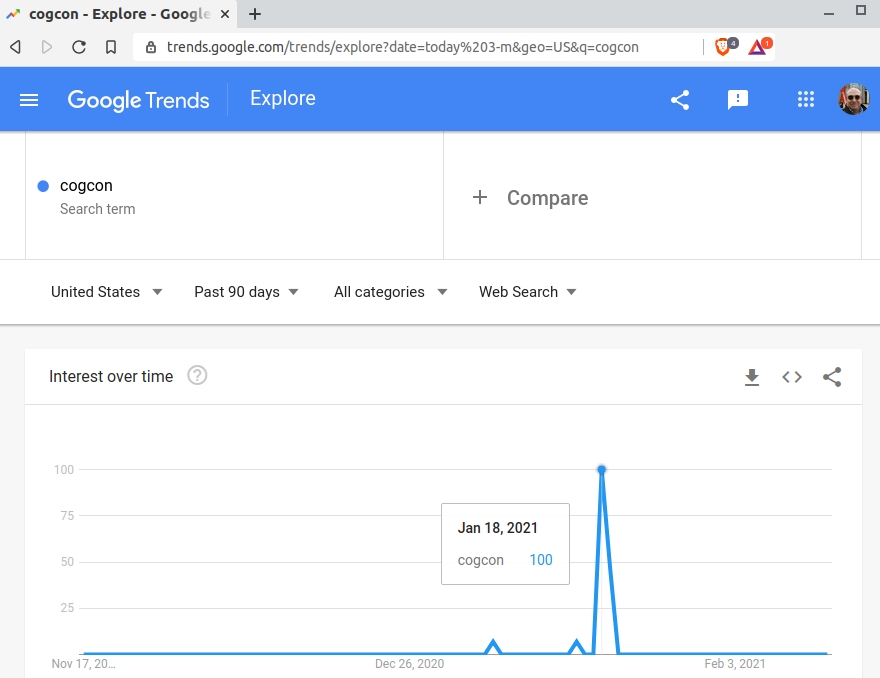 cogcon - Explore - Google
trends.google.com/trends/explore?date=today%203-m&geo=US&q=cogcon
4
1
Google Trends
Explore
cogcon
Search term
+ Compare
United States
Past 90 days
All categories
Web Search
Interest over time
?
100
75
50
25
Jan 18, 2021
cogcon 100
Nov 17, 20...
Dec 26, 2020
Feb 3, 2021